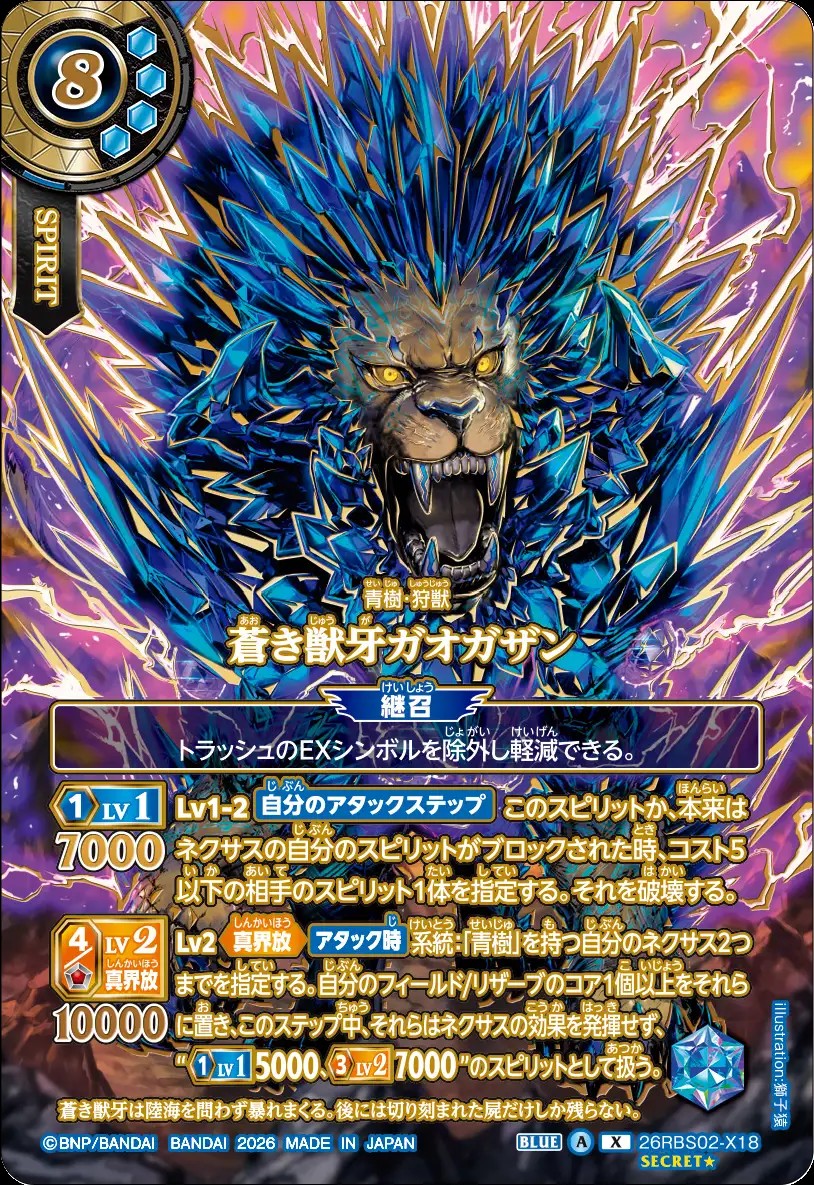 8
SPIRIT
青樹・狩獣
蒼き獣牙ガオガザン
継召
トラッシュのEXシンボルを除外し軽減できる。
1 LV1
7000
Lv1-2 自分のアタックステップ このスピリットか、本来は
ネクサスの自分のスピリットがブロックされた時、コスト5
以下の相手のスピリット1体を指定する。それを破壊する。
4 LV2
真界放
10000
Lv2 真界放 アタック時 系統:「青樹」を持つ自分のネクサス2つ
までを指定する。自分のフィールド/リザーブのコア1個以上をそれら
に置き、このステップ中、それらはネクサスの効果を発揮せず、
"1 LV1 5000、3 LV2 7000"のスピリットとして扱う。
蒼き獣牙は陸海を問わず暴れまくる。後には切り刻まれた屍だけしか残らない。
illustration:獅子猿
©BNP/BANDAI BANDAI 2026 MADE IN JAPAN
BLUE A X 26RBS02-X18
SECRET★